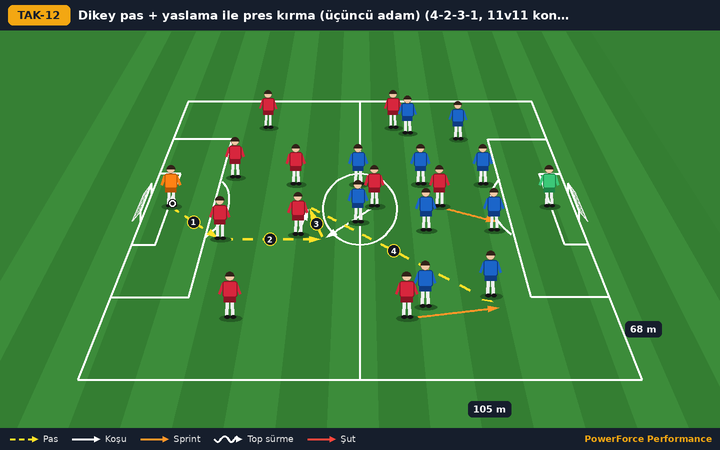 TAK-12 Dikey pas + yaslama ile pres kırma (üçüncü adam) (4-2-3-1, 11v11 kon…
1
2
3
4
68 m
105 m
Pas Koşu Sprint Top sürme Şut PowerForce Performance